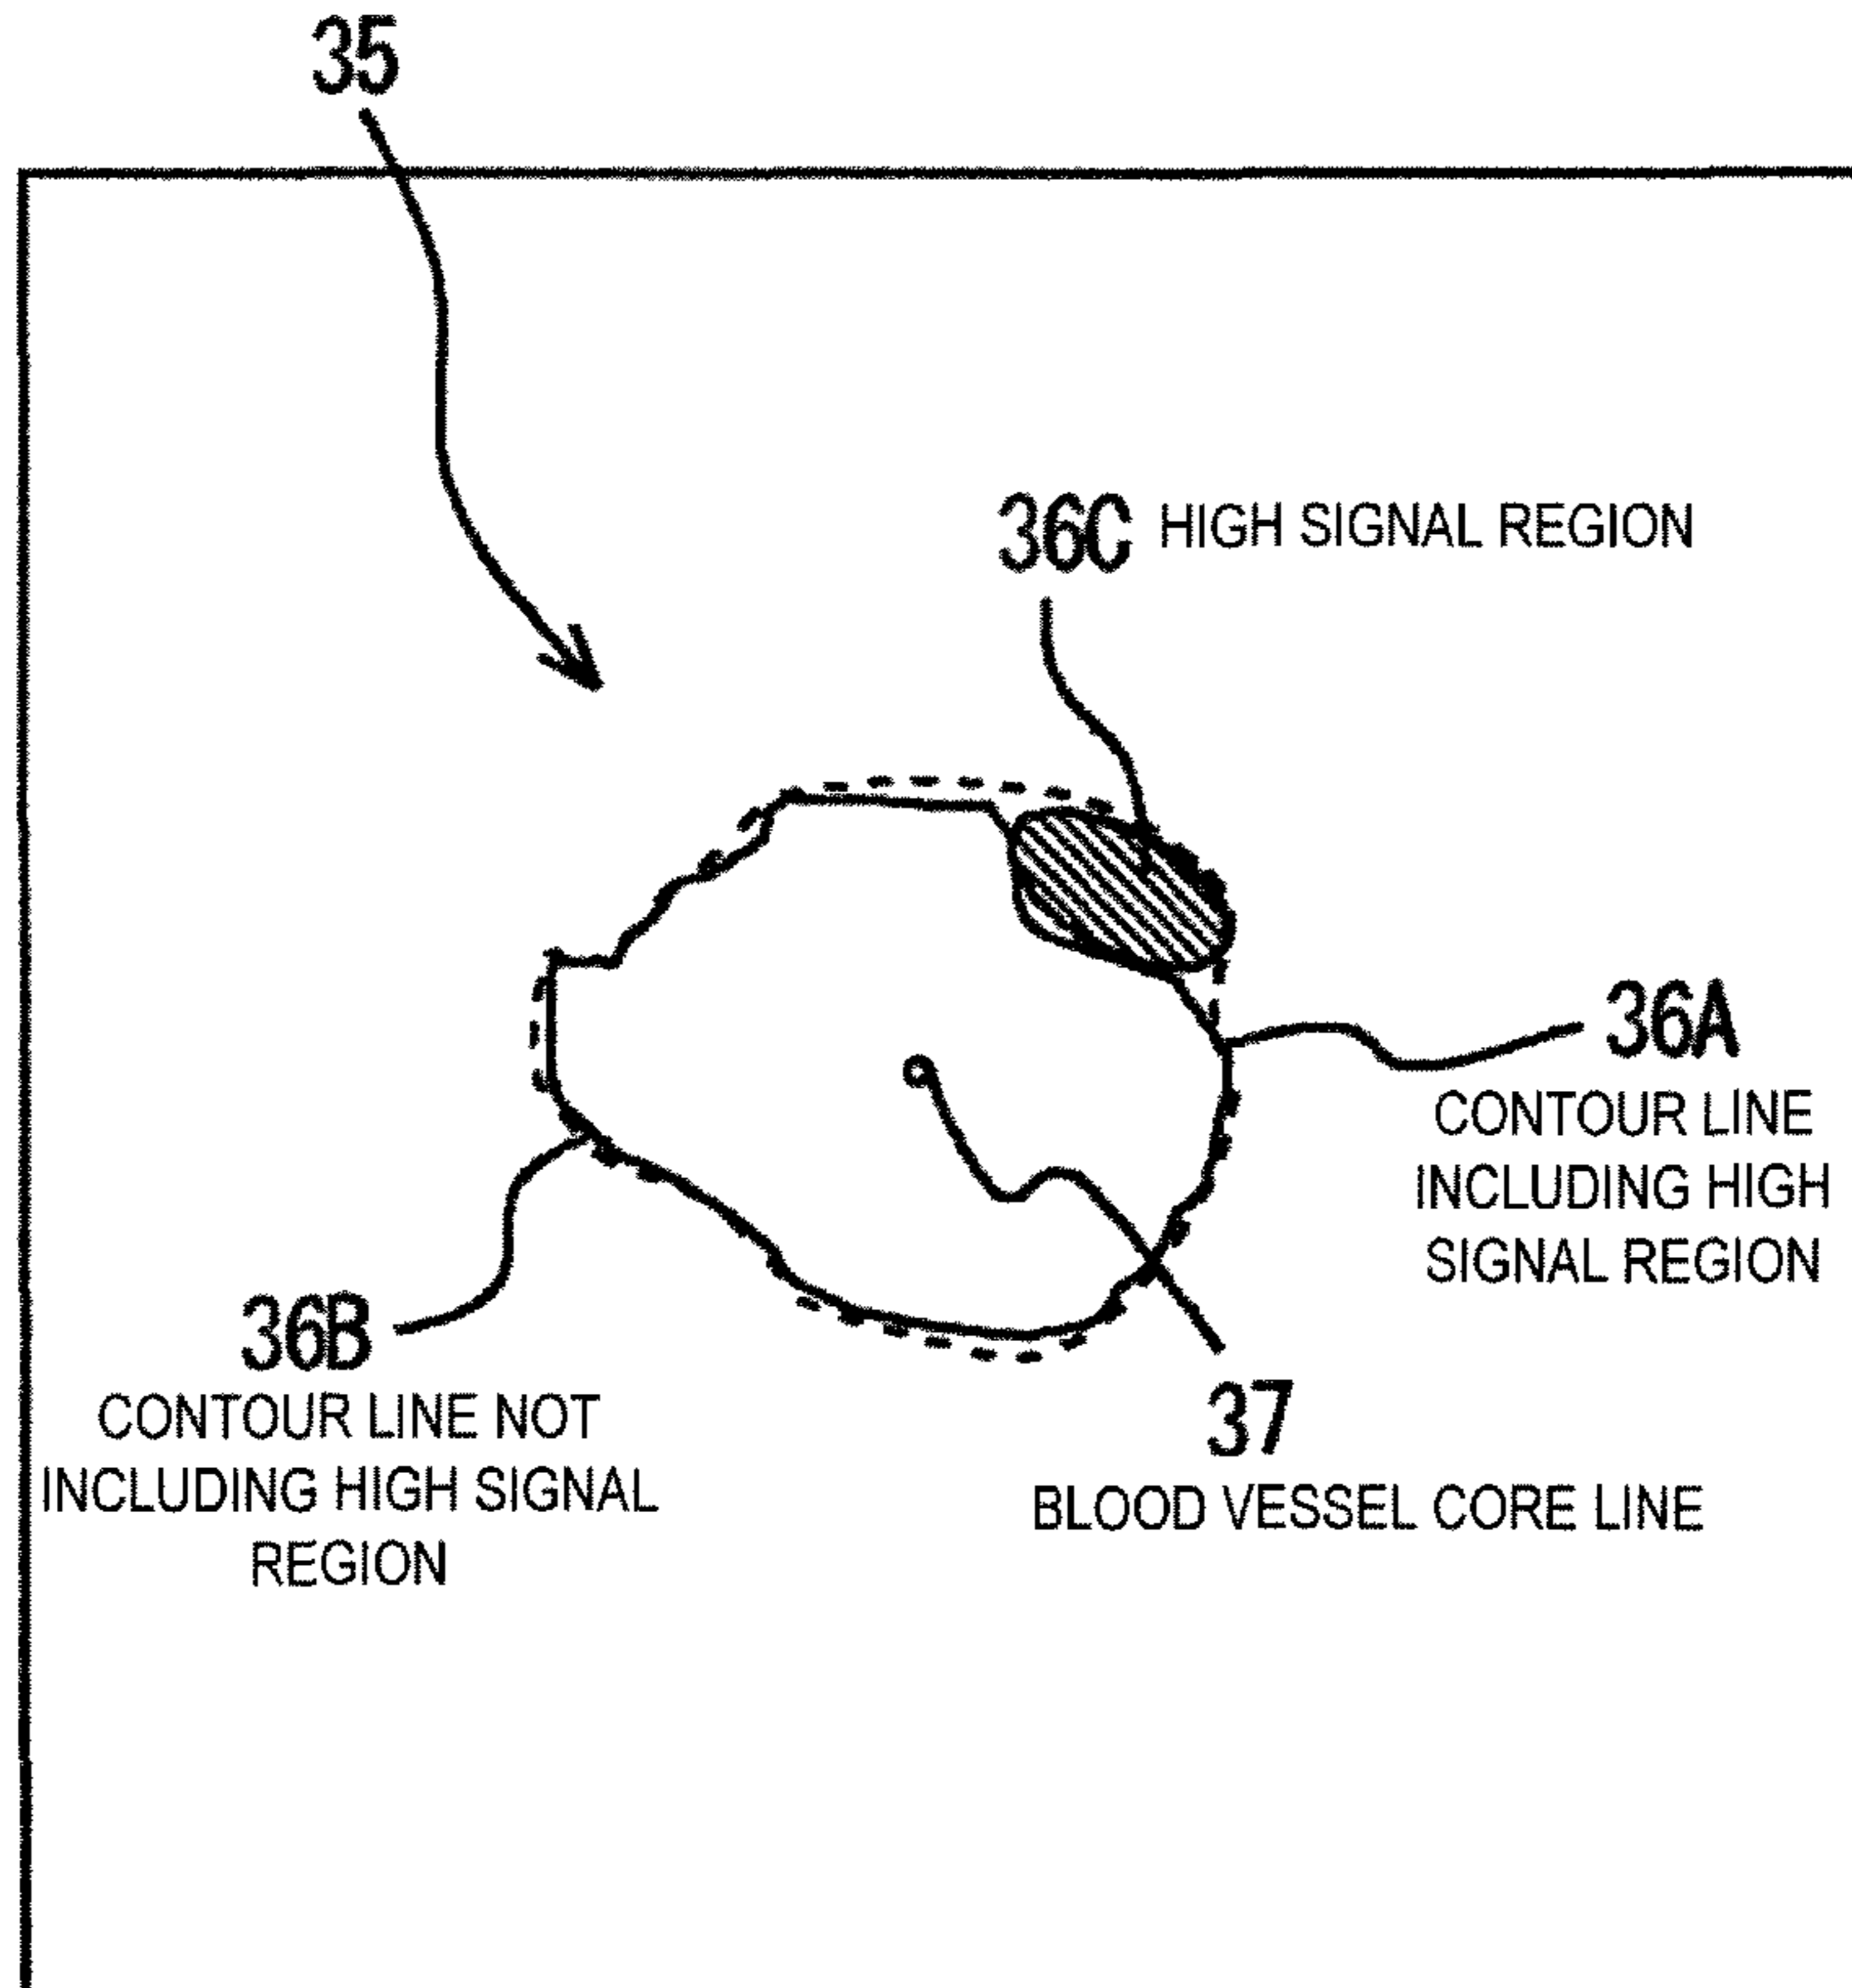 35
36C HIGH SIGNAL REGION
36A
CONTOUR LINE
INCLUDING HIGH
SIGNAL REGION
36B
CONTOUR LINE NOT
INCLUDING HIGH SIGNAL
REGION
37
BLOOD VESSEL CORE LINE